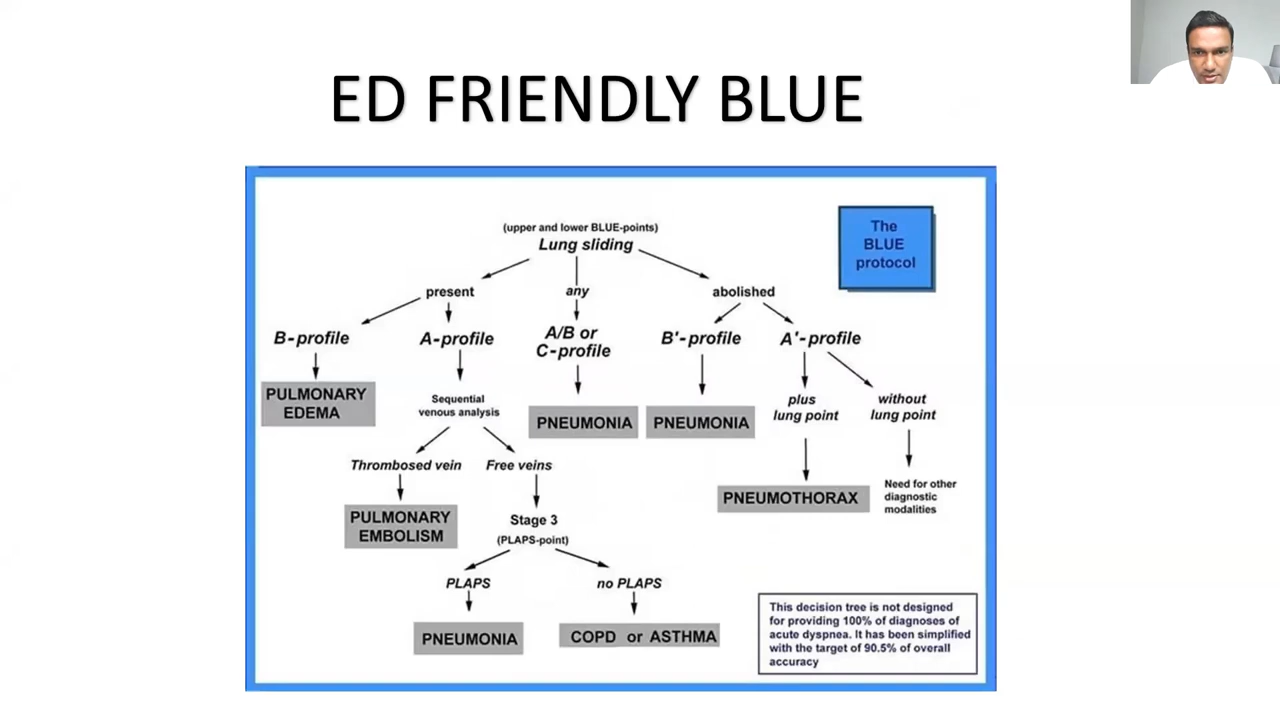 ED FRIENDLY BLUE
The
BLUE
protocol
(upper and lower BLUE-points)
Lung sliding
present
any
abolished
B-profile
A-profile
A/B or
C-profile
B'-profile
A'-profile
PULMONARY
EDEMA
Sequential
venous analysis
PNEUMONIA
PNEUMONIA
plus
lung point
without
lung point
Thrombosed vein
Free veins
PNEUMOTHORAX
Need for other
diagnostic
modalities
PULMONARY
EMBOLISM
Stage 3
(PLAPS-point)
PLAPS
no PLAPS
PNEUMONIA
COPD or ASTHMA
This decision tree is not designed
for providing 100% of diagnoses of
acute dyspnea. It has been simplified
with the target of 90.5% of overall
accuracy